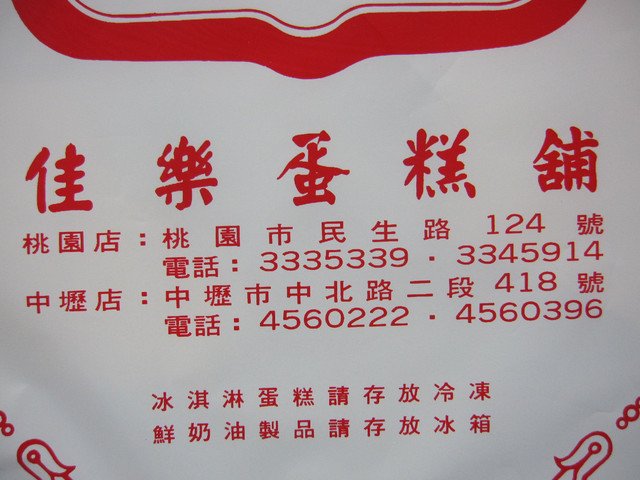 佳樂蛋糕舖
桃園店：桃園市民生路 124 號
電話：3335339．3345914
中壢店：中壢市中北路二段 418 號
電話：4560222．4560396
冰淇淋蛋糕請存放冷凍
鮮奶油製品請存放冰箱